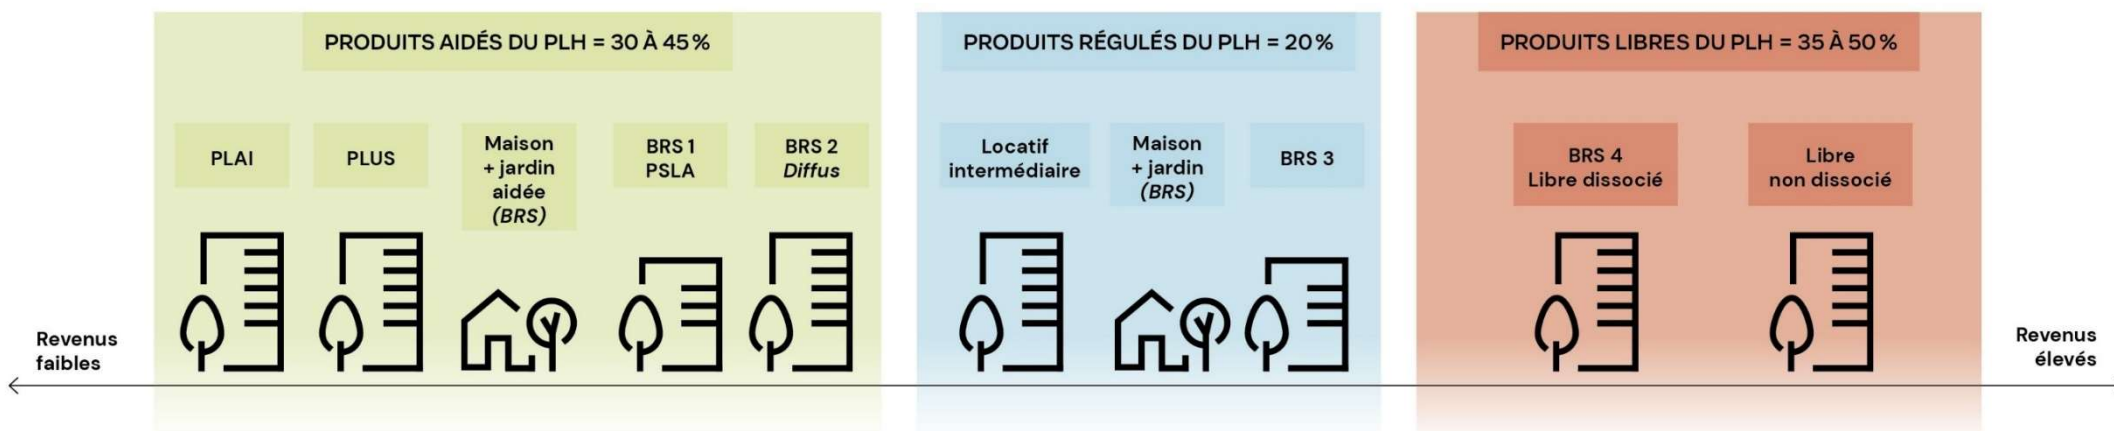 PRODUITS AIDÉS DU PLH = 30 À 45 %
PLAI
PLUS
Maison
+ jardin
aidée
(BRS)
BRS 1
PSLA
BRS 2
Diffus
PRODUITS RÉGULÉS DU PLH = 20 %
Locatif
intermédiaire
Maison
+ jardin
(BRS)
BRS 3
PRODUITS LIBRES DU PLH = 35 À 50 %
BRS 4
Libre dissocié
Libre
non dissocié
Revenus
faibles
Revenus
élevés